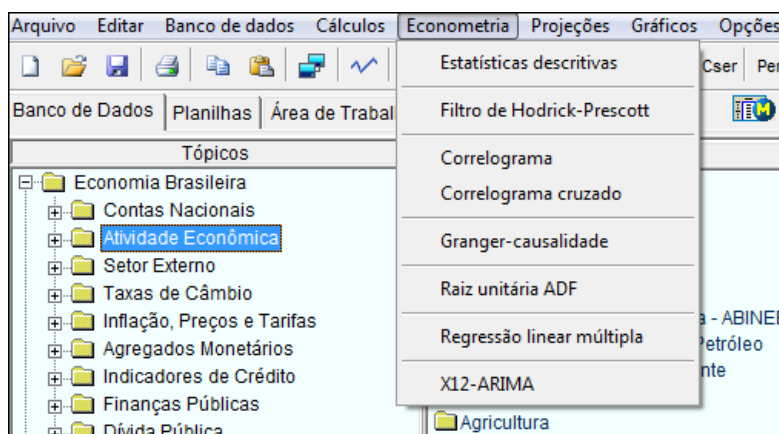 Arquivo Editar Banco de dados Cálculos Econometria Projeções Gráficos Opções
Cser Per
Banco de Dados Planilhas Área de Trabal
Tópicos
Economia Brasileira
Contas Nacionais
Atividade Econômica
Setor Externo
Taxas de Câmbio
Inflação, Preços e Tarifas
Agregados Monetários
Indicadores de Crédito
Finanças Públicas
Dívida Pública
Estatísticas descritivas
Filtro de Hodrick-Prescott
Correlograma
Correlograma cruzado
Granger-causalidade
Raiz unitária ADF
Regressão linear múltipla
X12-ARIMA
M
a - ABINEE
Petróleo
nte
Agricultura